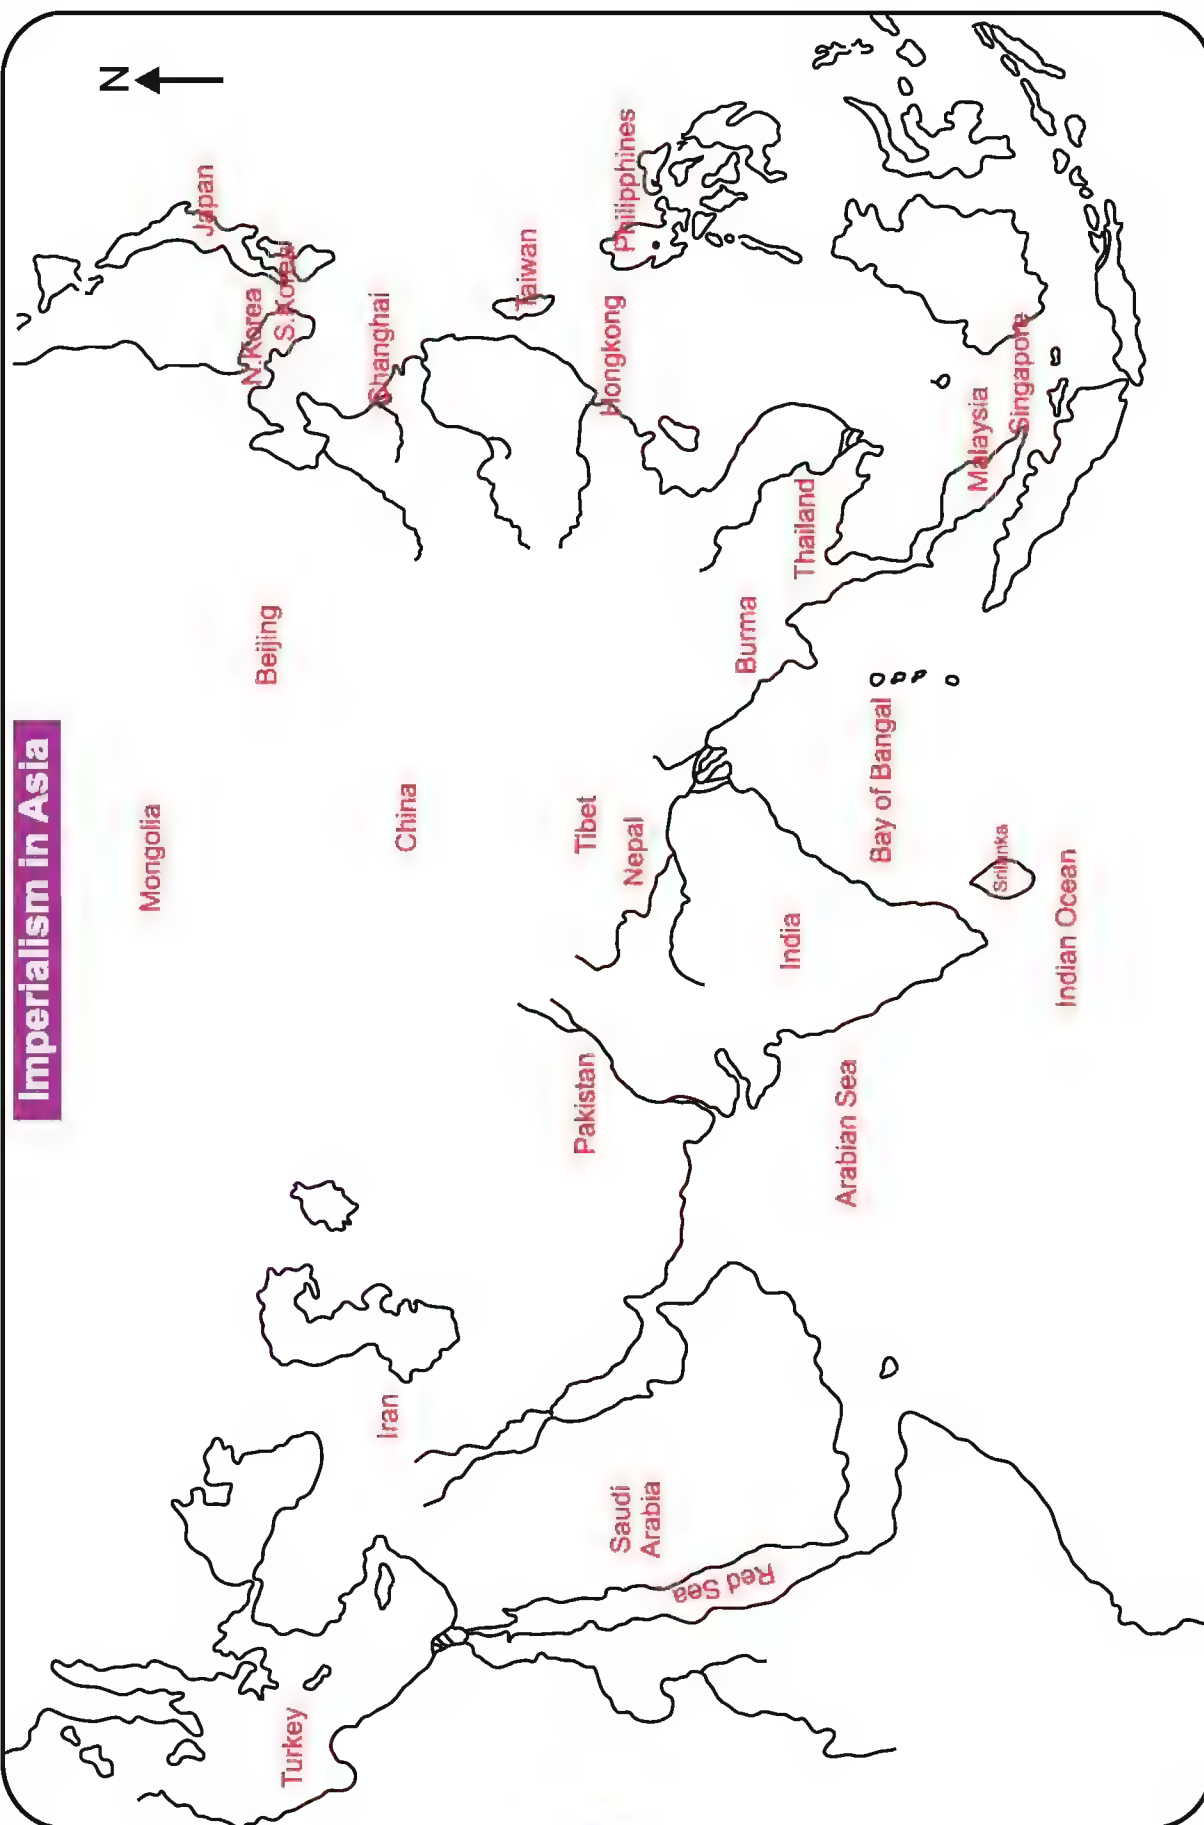 Imperialism in Asia
N
Mongolia
Japan
N.Korea
S.Korea
Beijing
Turkey
Shanghai
Iran
China
Taiwan
Pakistan
Tibet
Hongkong
Philipphines
Nepal
Saudi
Arabia
Red Sea
Burma
India
Thailand
Arabian Sea
Bay of Bangal
Malaysia
Srilanka
Singapore
Indian Ocean